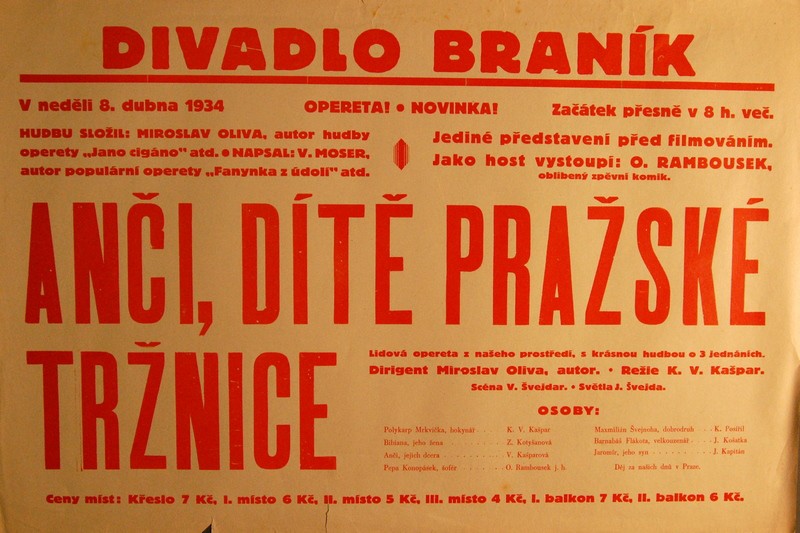 DIVADLO BRANÍK
V neděli 8. dubna 1934 OPERETA! • NOVINKA! Začátek přesně v 8 h. več.
HUDBU SLOŽIL: MIROSLAV OLIVA, autor hudby
operety „Jano cigáno" atd. • NAPSAL: V. MOSER,
autor populární operety „Fanynka z údolí" atd.
Jediné představení před filmováním.
Jako host vystoupí: O. RAMBOUSEK,
oblíbený zpěvní komik.
ANČI, DÍTĚ PRAŽSKÉ
TRŽNICE
Lidová opereta z našeho prostředí, s krásnou hudbou o 3 jednáních.
Dirigent Miroslav Oliva, autor. • Režie K. V. Kašpar.
Scéna V. Švejdar. • Světla J. Švejda.
OSOBY:
Polykarp Mrkvička, hokynář K. V. Kašpar
Bibiana, jeho žena Z. Kotyšanová
Anči, jejich dcera V. Kašparová
Pepa Konopásek, šofér O. Rambousek j. h.
Maxmilián Švejnoha, dobrodruh K. Pospíšil
Barnabáš Flákota, velkouzenář J. Košatka
Jaromír, jeho syn J. Kapitán
Děj za našich dnů v Praze.
Ceny míst: Křeslo 7 Kč, I. místo 6 Kč, II. místo 5 Kč, III. místo 4 Kč, I. balkon 7 Kč, II. balkon 6 Kč.